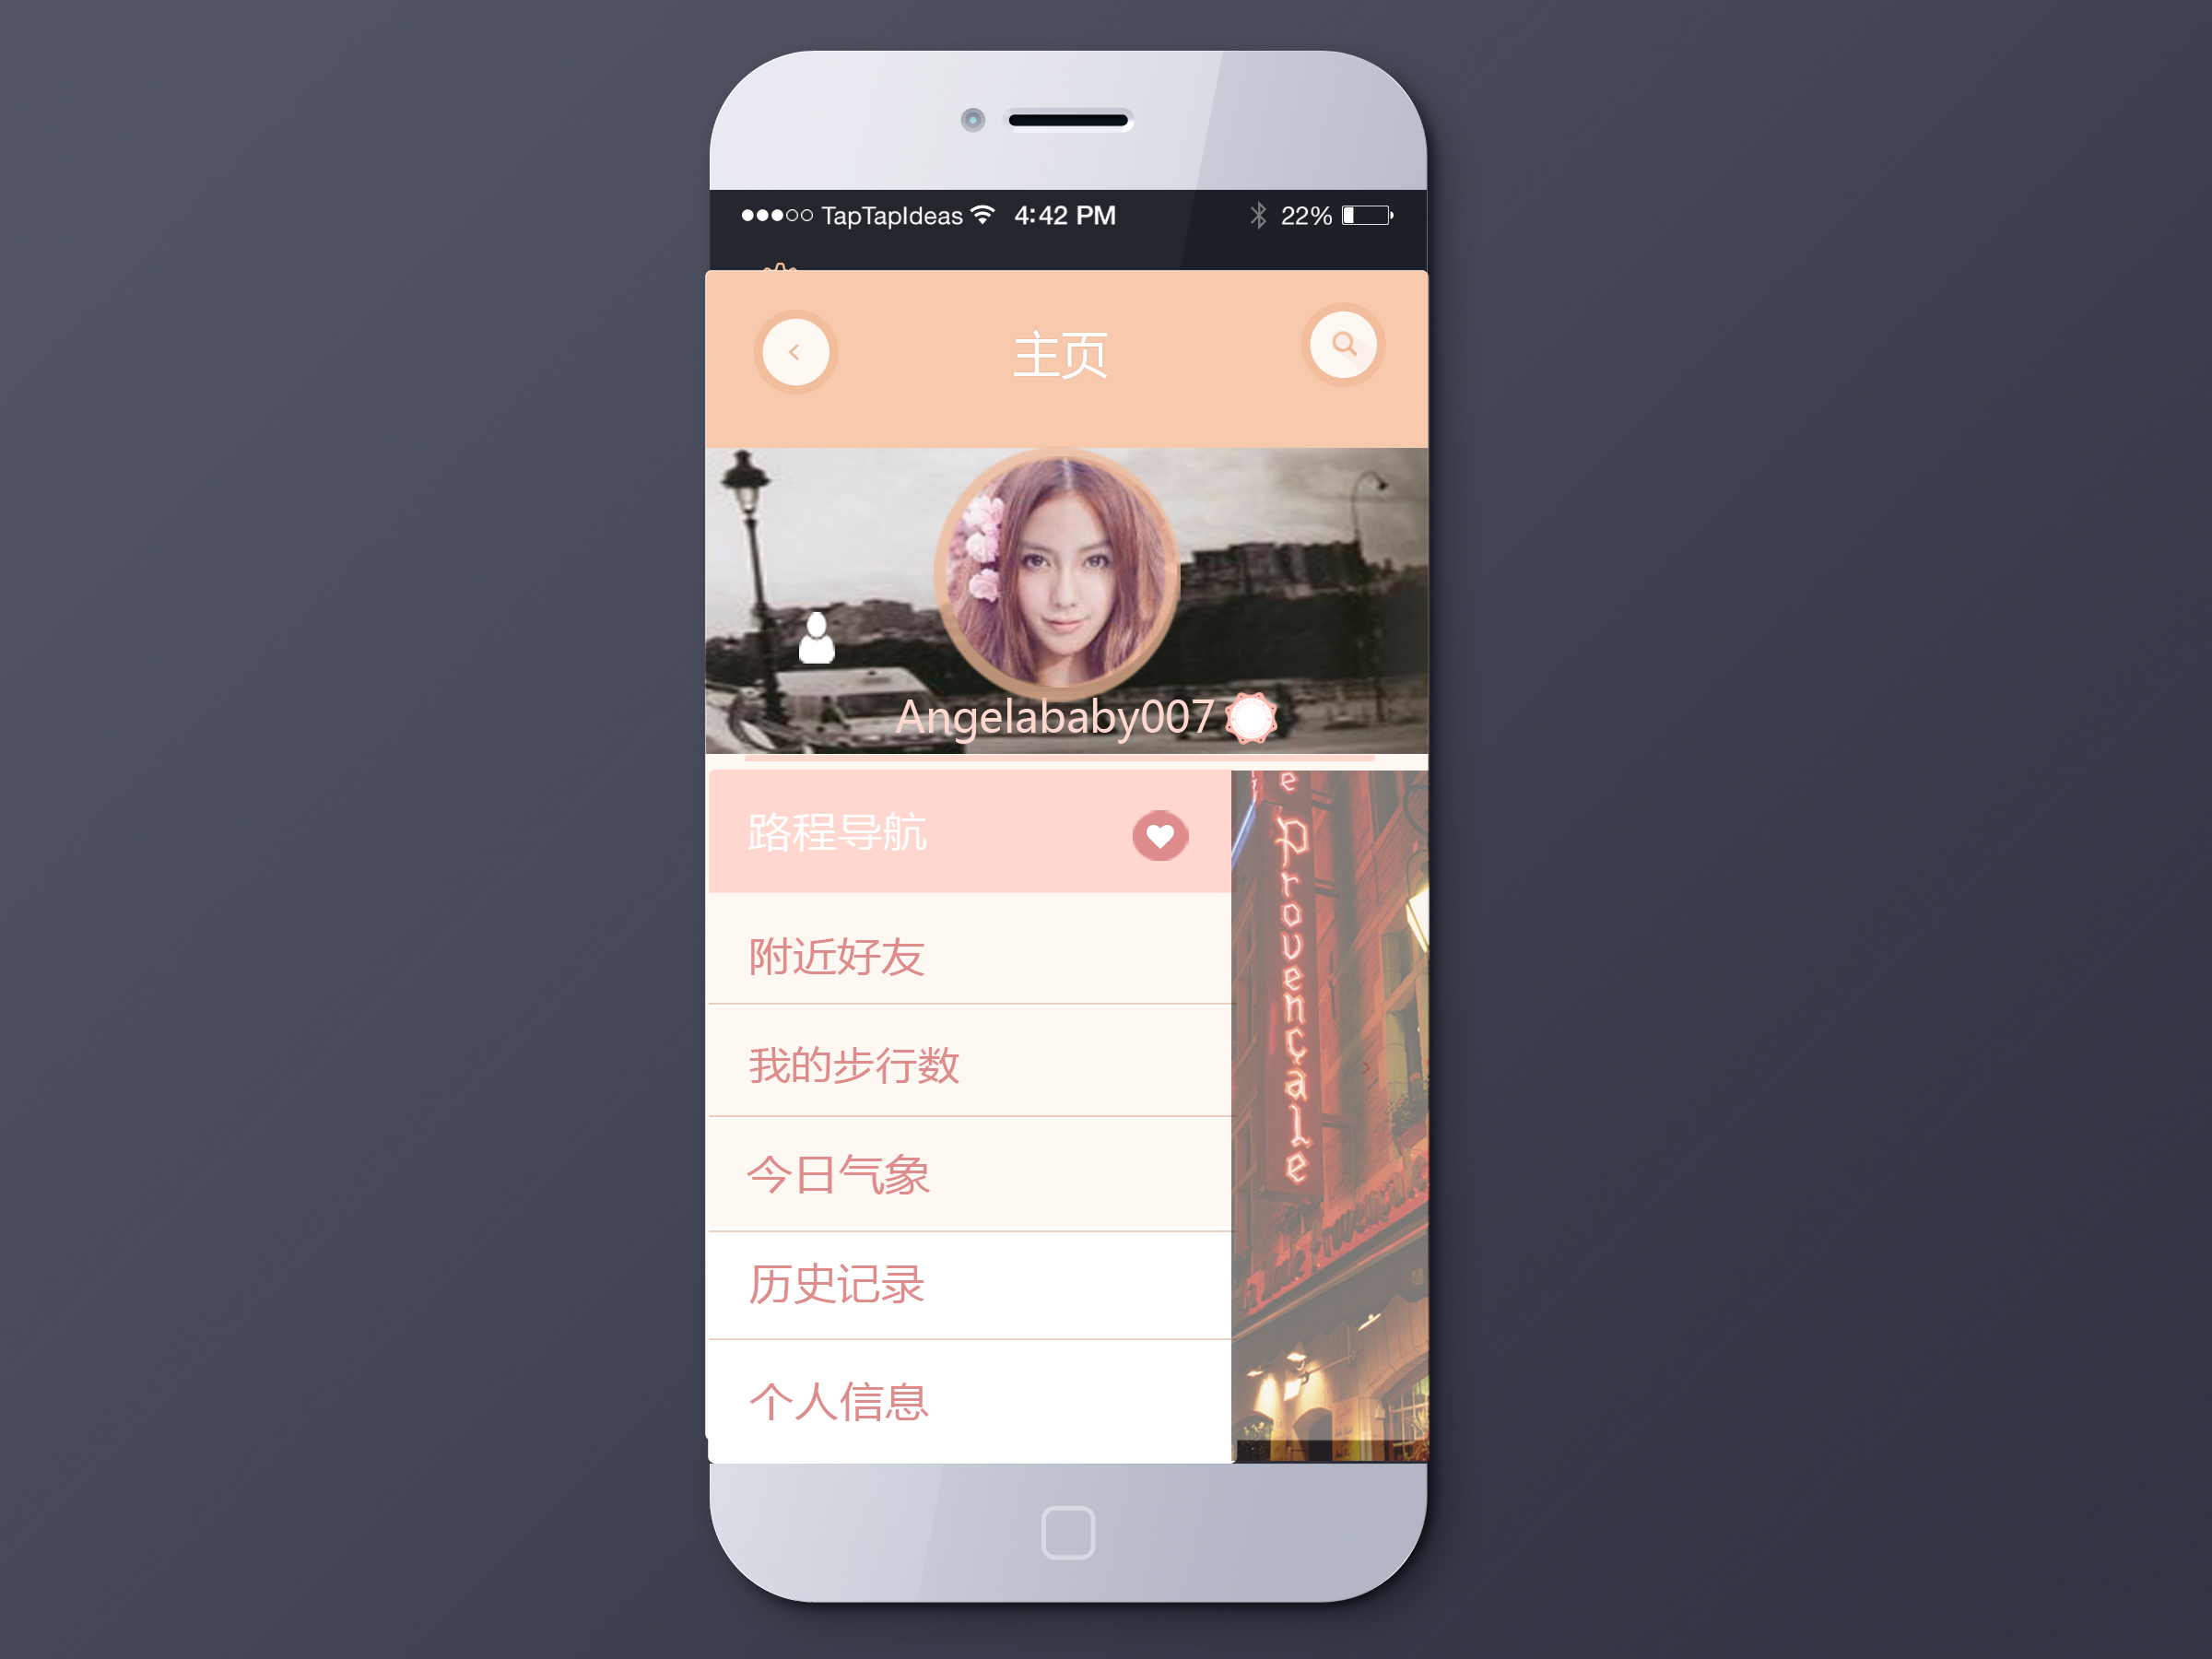 TapTapIdeas 4:42 PM 22%
主页
Angelababy007
路程导航
附近好友
我的步行数
今日气象
历史记录
个人信息
e
Provençale